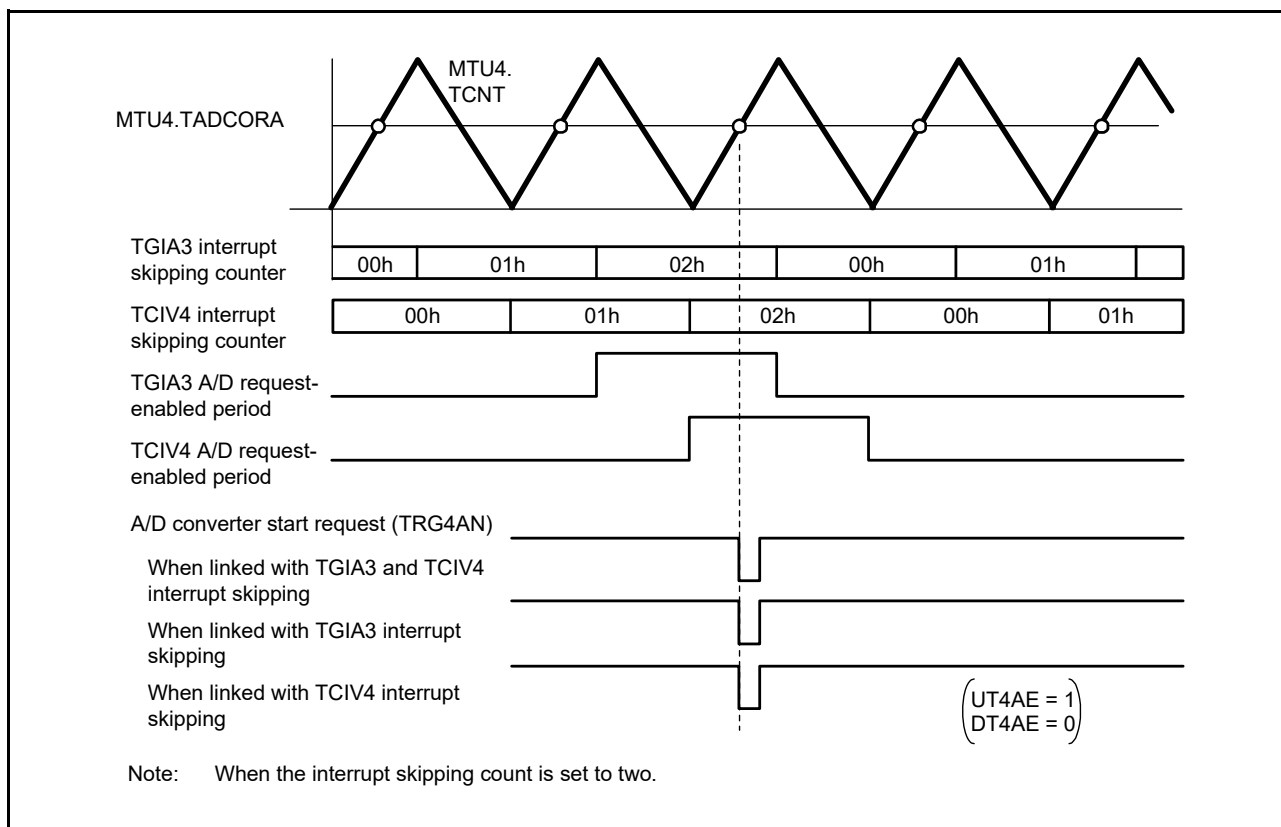 MTU4.
TCNT
MTU4.TADCORA
TGIA3 interrupt
skipping counter
00h 01h 02h 00h 01h
TCIV4 interrupt
skipping counter
00h 01h 02h 00h 01h
TGIA3 A/D request-
enabled period
TCIV4 A/D request-
enabled period
A/D converter start request (TRG4AN)
When linked with TGIA3 and TCIV4
interrupt skipping
When linked with TGIA3 interrupt
skipping
When linked with TCIV4 interrupt
skipping
UT4AE = 1
DT4AE = 0
Note: When the interrupt skipping count is set to two.